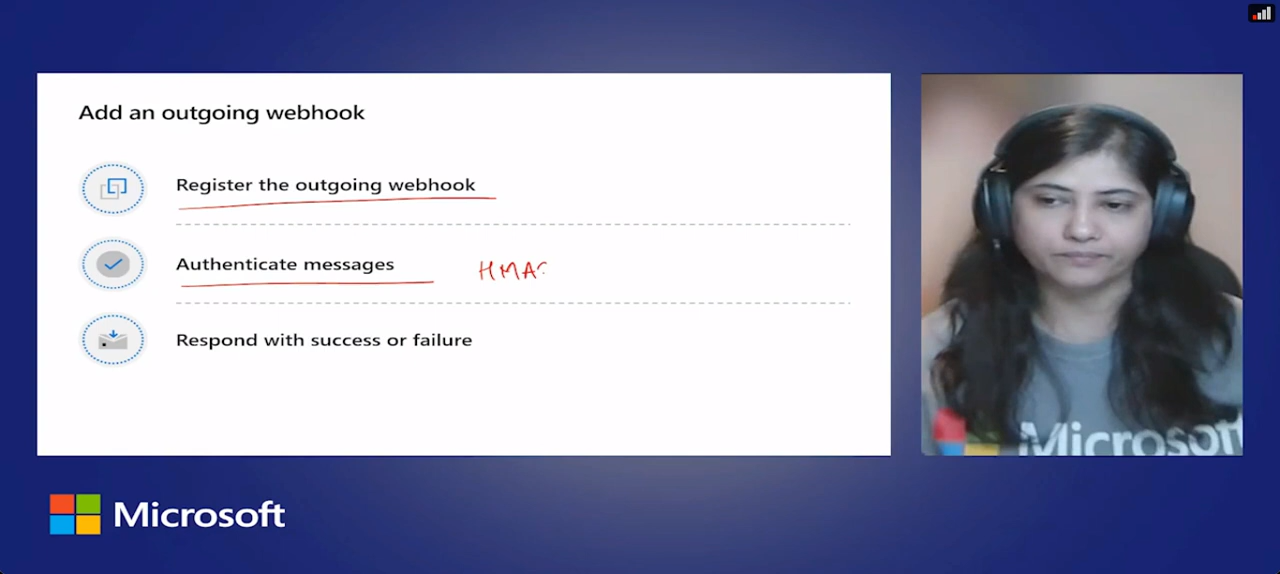 Add an outgoing webhook
Register the outgoing webhook
Authenticate messages HMAC
Respond with success or failure
Microsoft
Microsoft